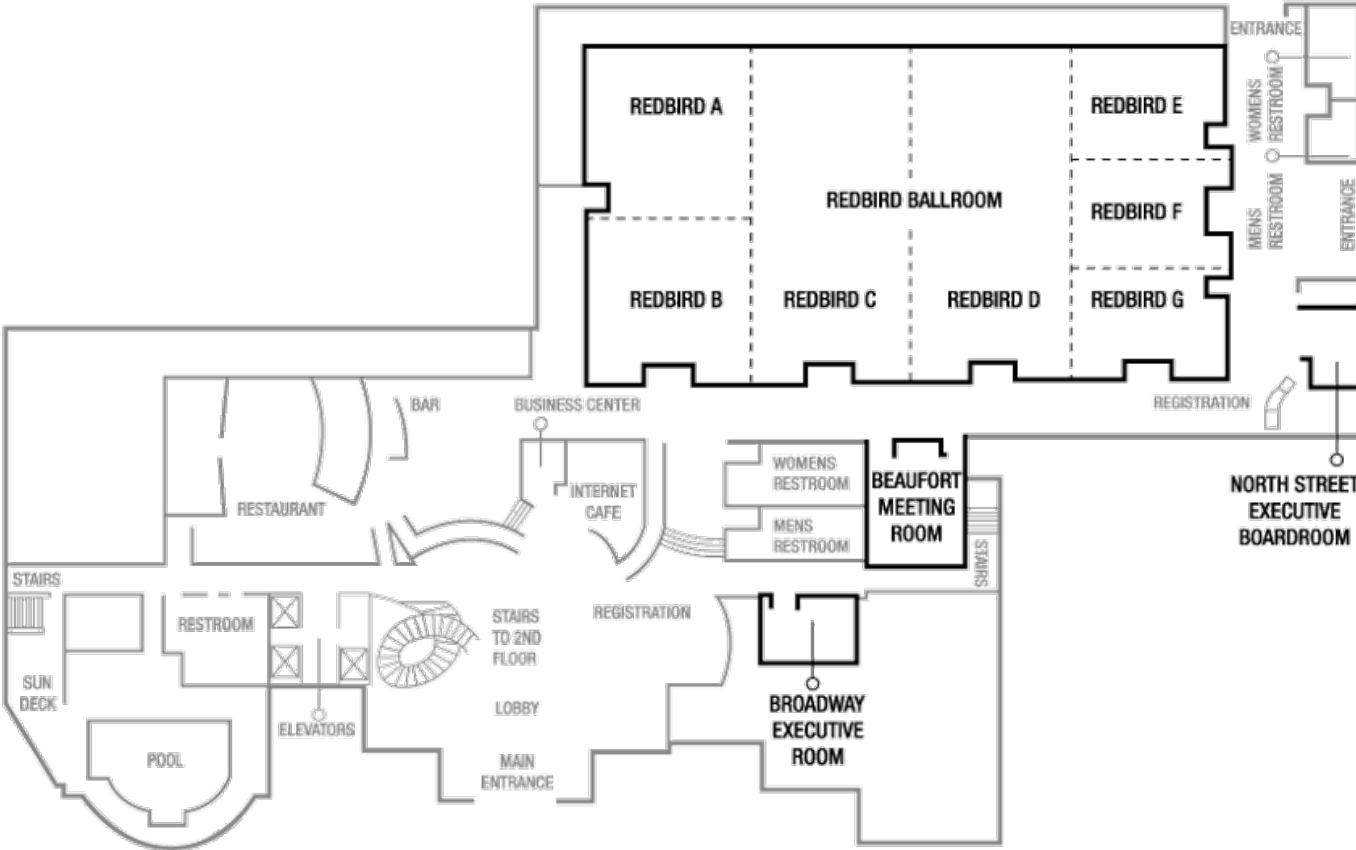 ENTRANCE
WOMENS
RESTROOM
MENS
RESTROOM
ENTRANCE
REDBIRD A
REDBIRD E
REDBIRD BALLROOM
REDBIRD F
REDBIRD B
REDBIRD C
REDBIRD D
REDBIRD G
BAR
BUSINESS CENTER
REGISTRATION
RESTAURANT
INTERNET
CAFE
WOMENS
RESTROOM
MENS
RESTROOM
BEAUFORT
MEETING
ROOM
STAIRS
NORTH STREET
EXECUTIVE
BOARDROOM
STAIRS
RESTROOM
STAIRS
TO 2ND
FLOOR
REGISTRATION
SUN
DECK
ELEVATORS
LOBBY
BROADWAY
EXECUTIVE
ROOM
POOL
MAIN
ENTRANCE